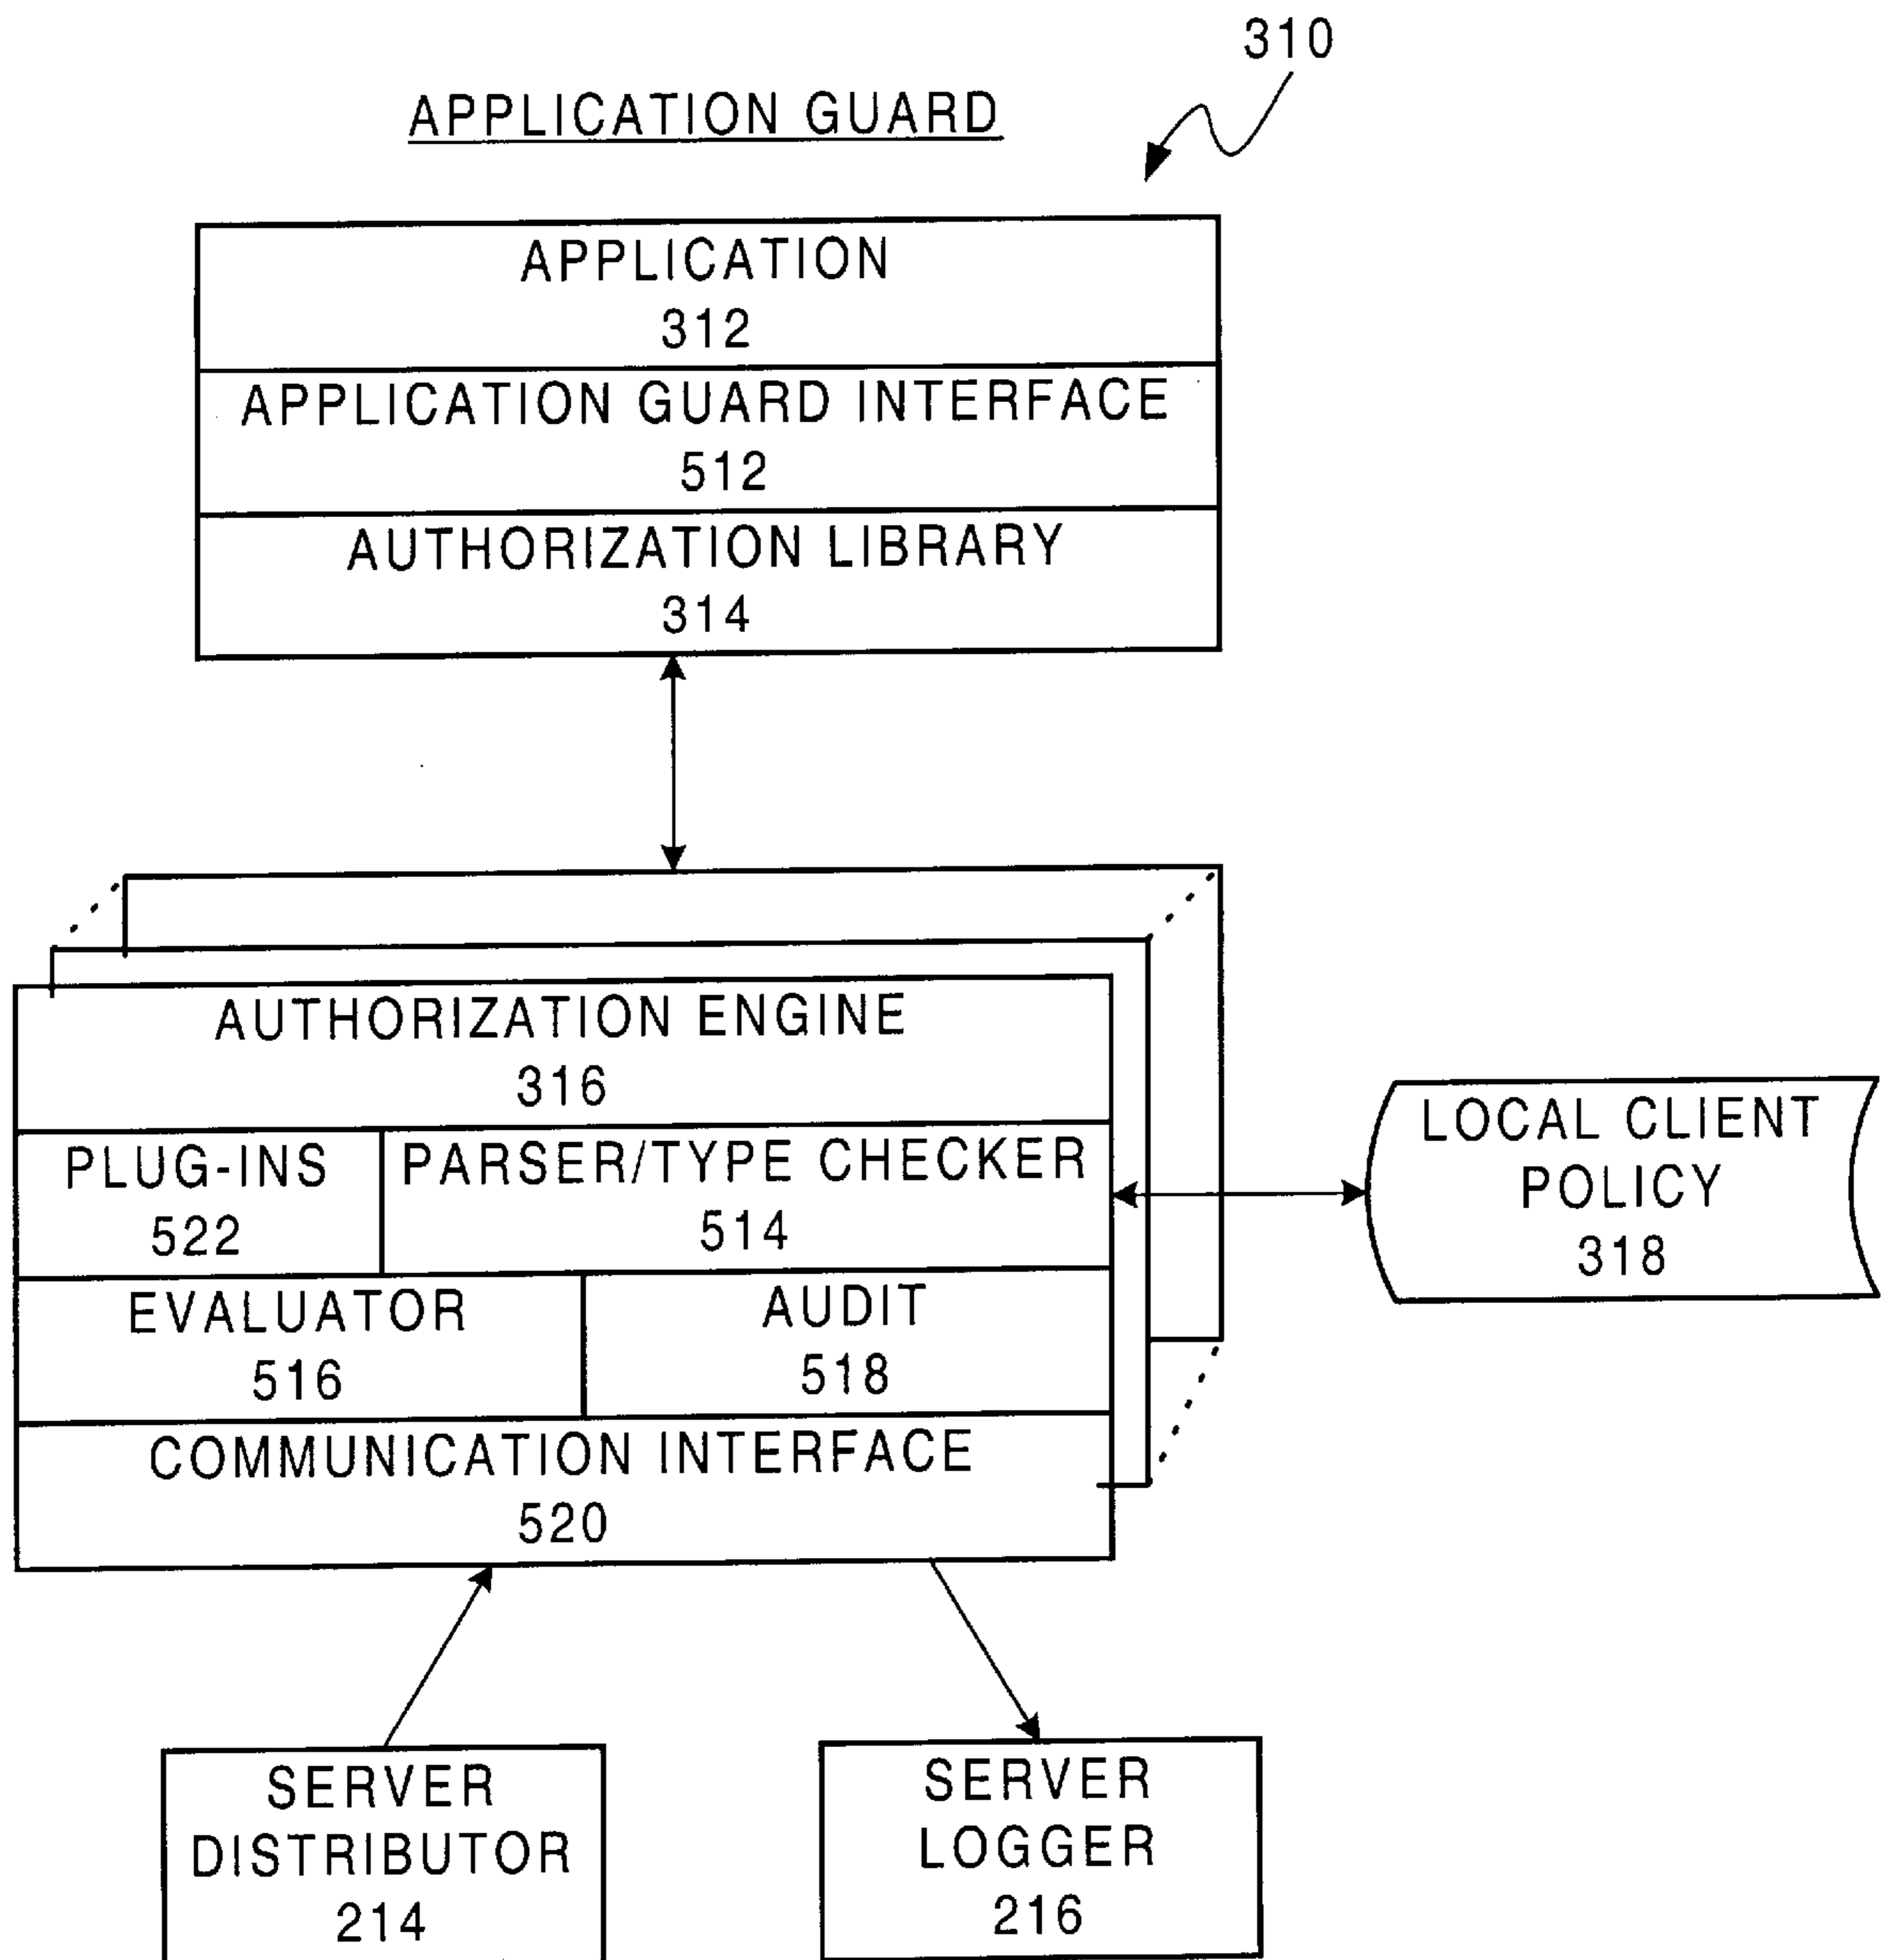 310
APPLICATION GUARD
APPLICATION
312
APPLICATION GUARD INTERFACE
512
AUTHORIZATION LIBRARY
314
AUTHORIZATION ENGINE
316
PLUG-INS
522
PARSER/TYPE CHECKER
514
EVALUATOR
516
AUDIT
518
COMMUNICATION INTERFACE
520
LOCAL CLIENT
POLICY
318
SERVER
DISTRIBUTOR
214
SERVER
LOGGER
216